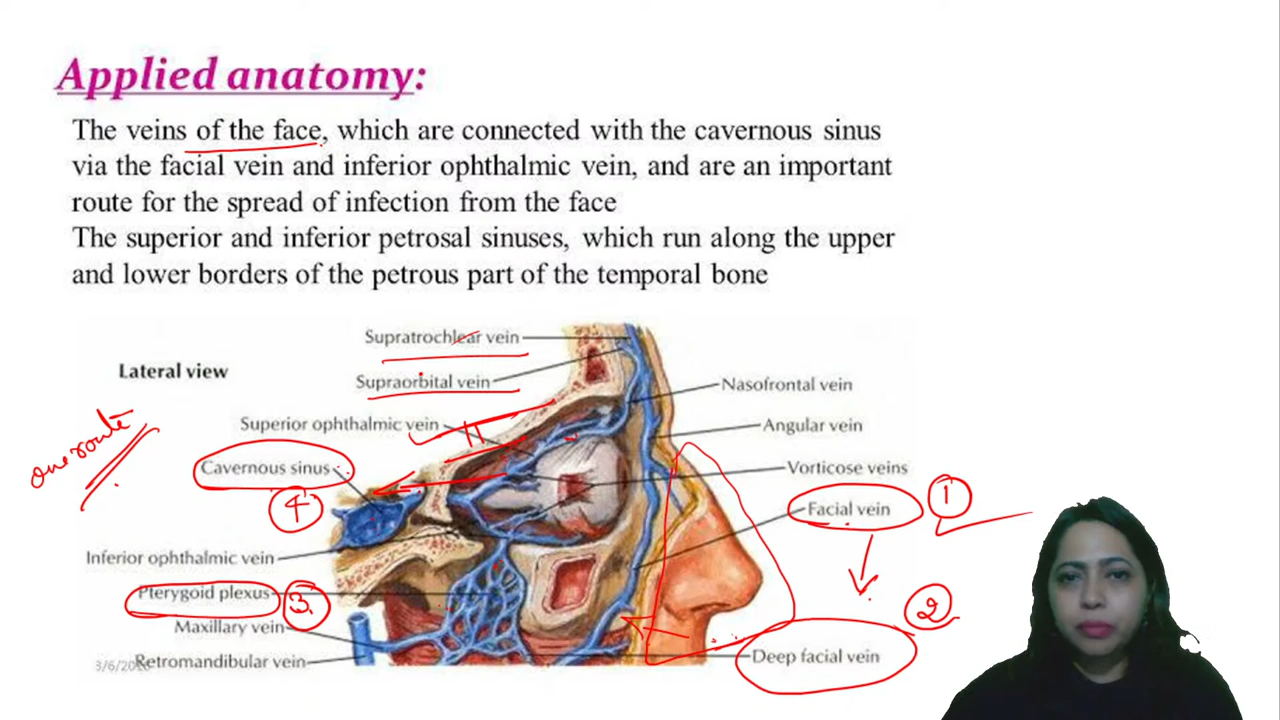 Applied anatomy:
The veins of the face, which are connected with the cavernous sinus
via the facial vein and inferior ophthalmic vein, and are an important
route for the spread of infection from the face
The superior and inferior petrosal sinuses, which run along the upper
and lower borders of the petrous part of the temporal bone
Supratrochlear vein
Lateral view
Supraorbital vein
Nasofrontal vein
Superior ophthalmic vein
Angular vein
one route
Cavernous sinus
Vorticose veins
4
Facial vein
1
Inferior ophthalmic vein
Pterygoid plexus
3
2
Maxillary vein
Deep facial vein
Retromandibular vein